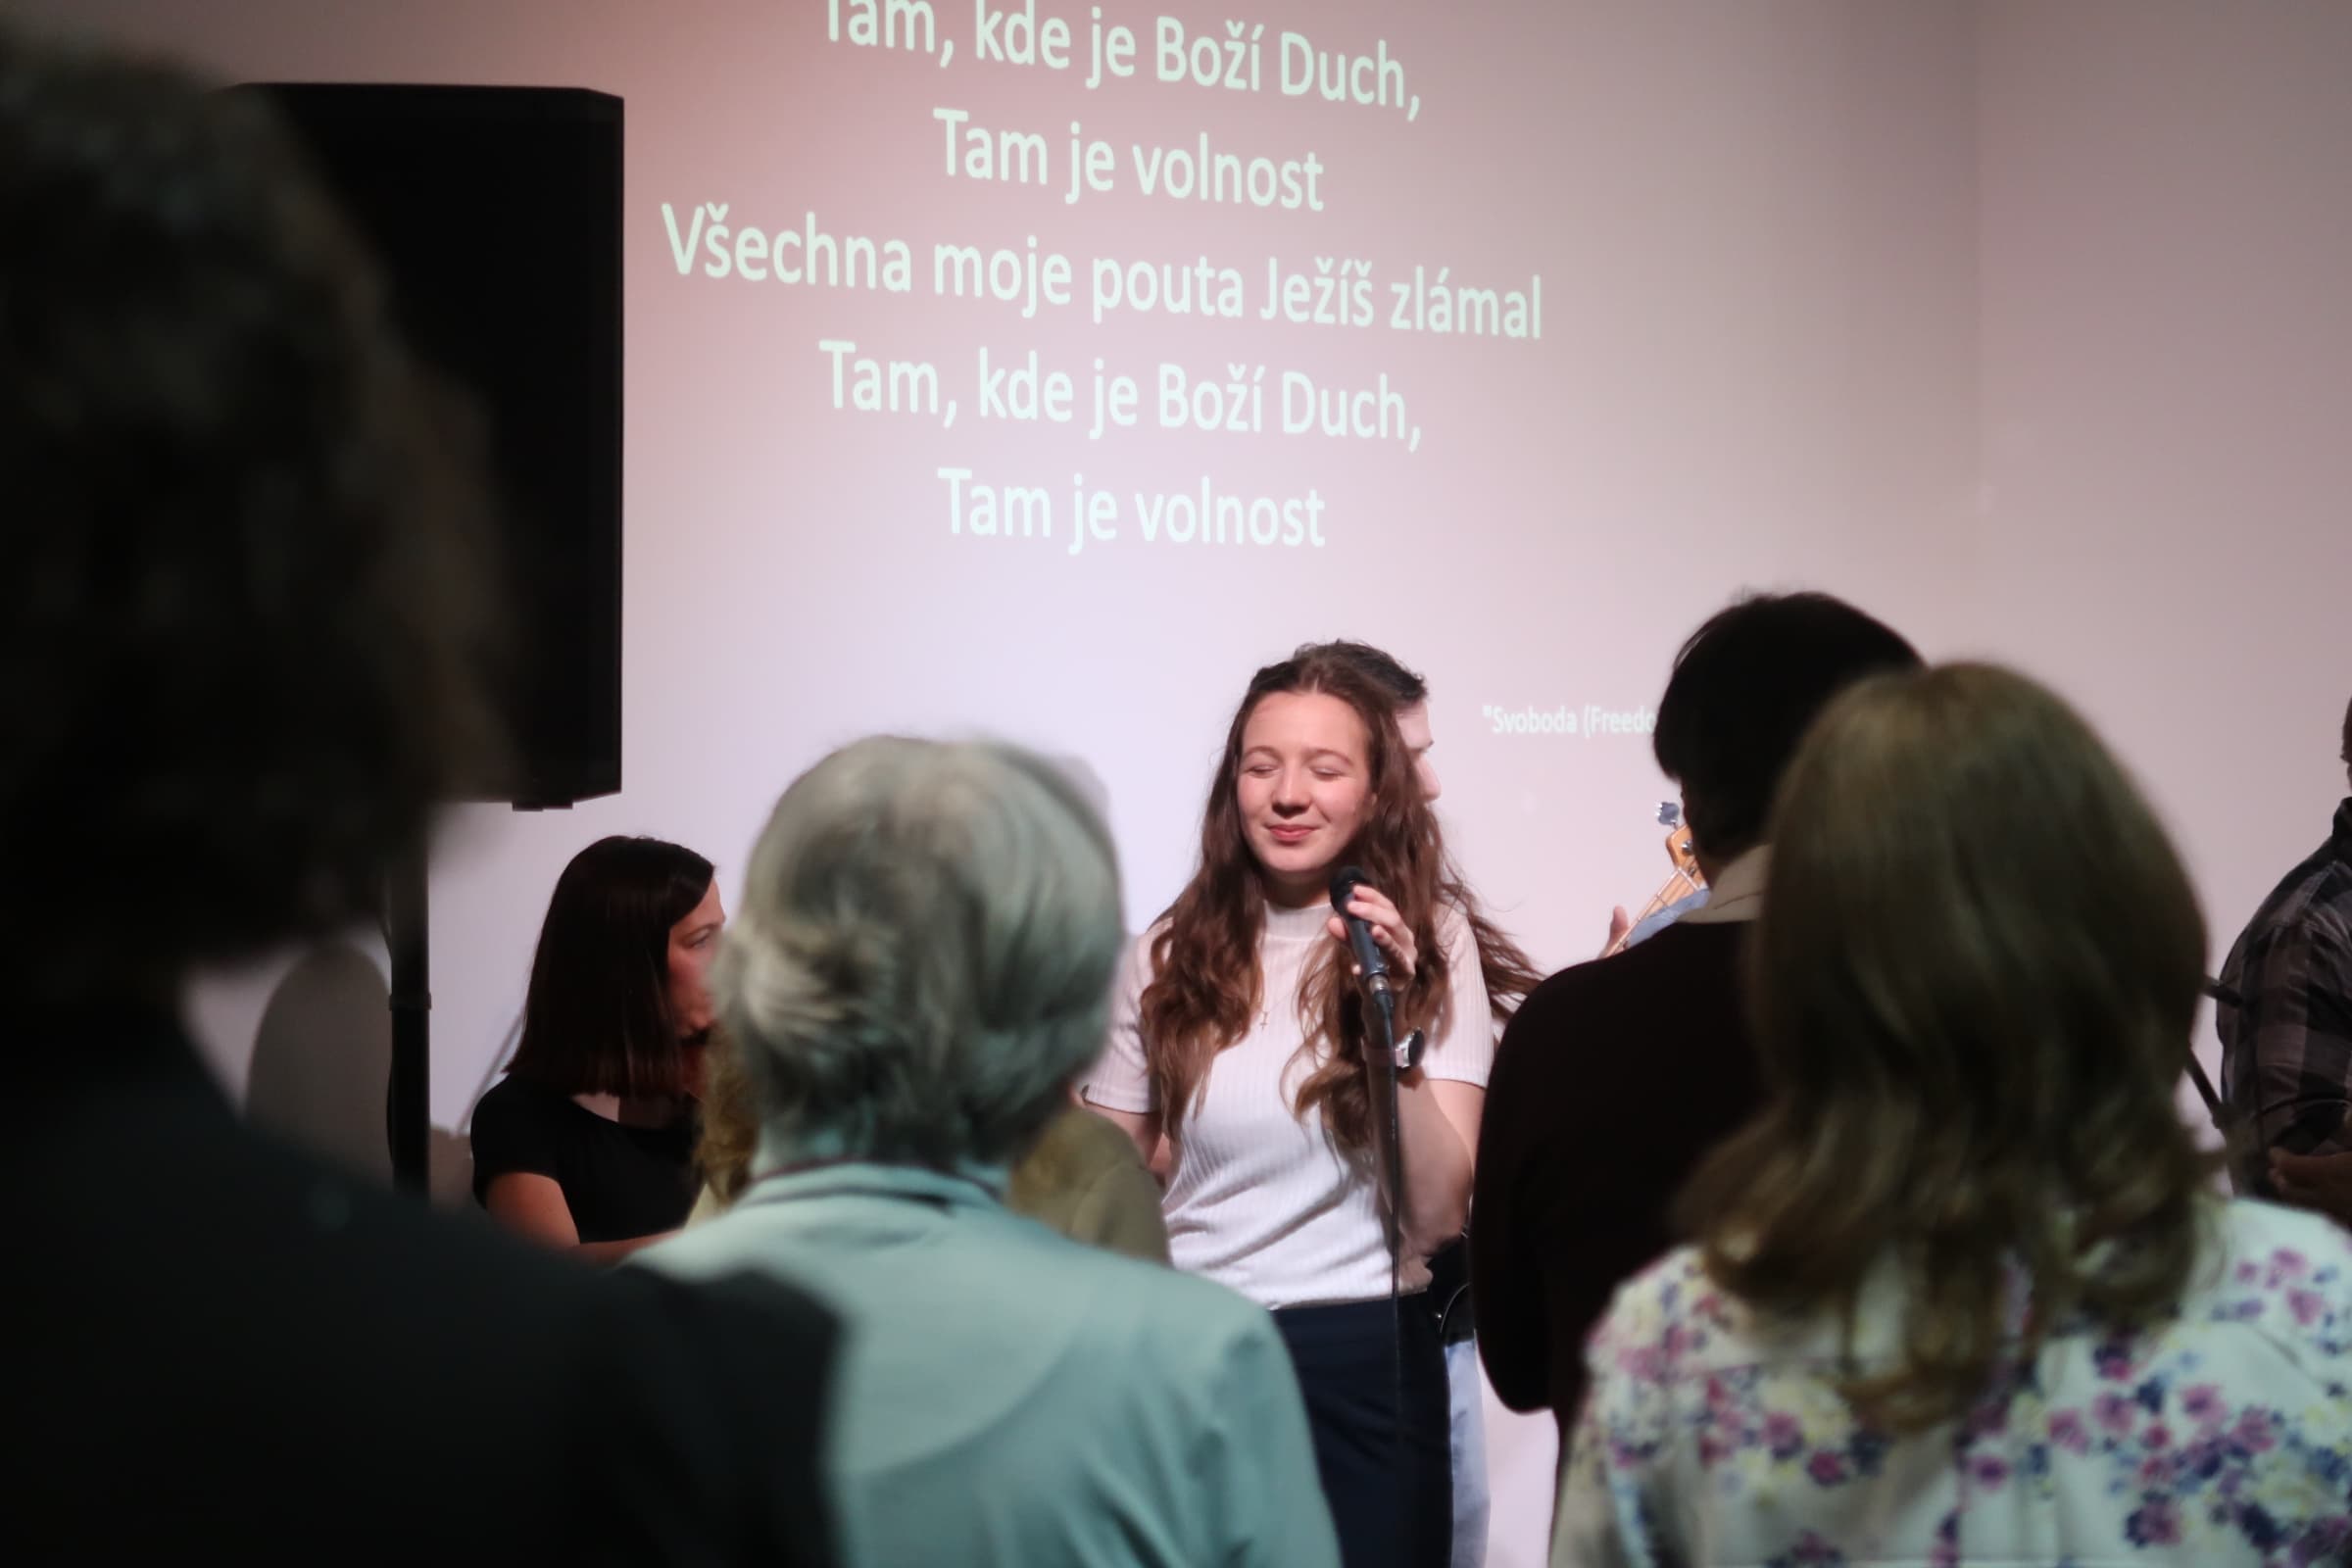 Tam, kde je Boží Duch,
Tam je volnost
Všechna moje pouta Ježíš zlámal
Tam, kde je Boží Duch,
Tam je volnost
*Svoboda